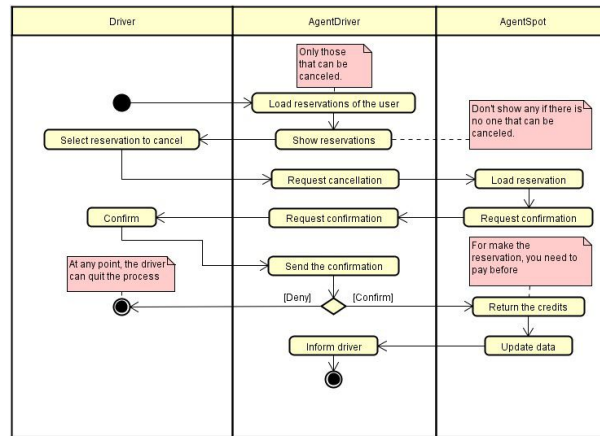 Driver
AgentDriver
AgentSpot
Only those
that can be
canceled.
Load reservations of the user
Don't show any if there is
no one that can be
canceled.
Select reservation to cancel
Show reservations
Request cancellation
Load reservation
Confirm
Request confirmation
Request confirmation
At any point, the driver
can quit the process
Send the confirmation
For make the
reservation, you need to
pay before
[Deny]
[Confirm]
Return the credits
Inform driver
Update data